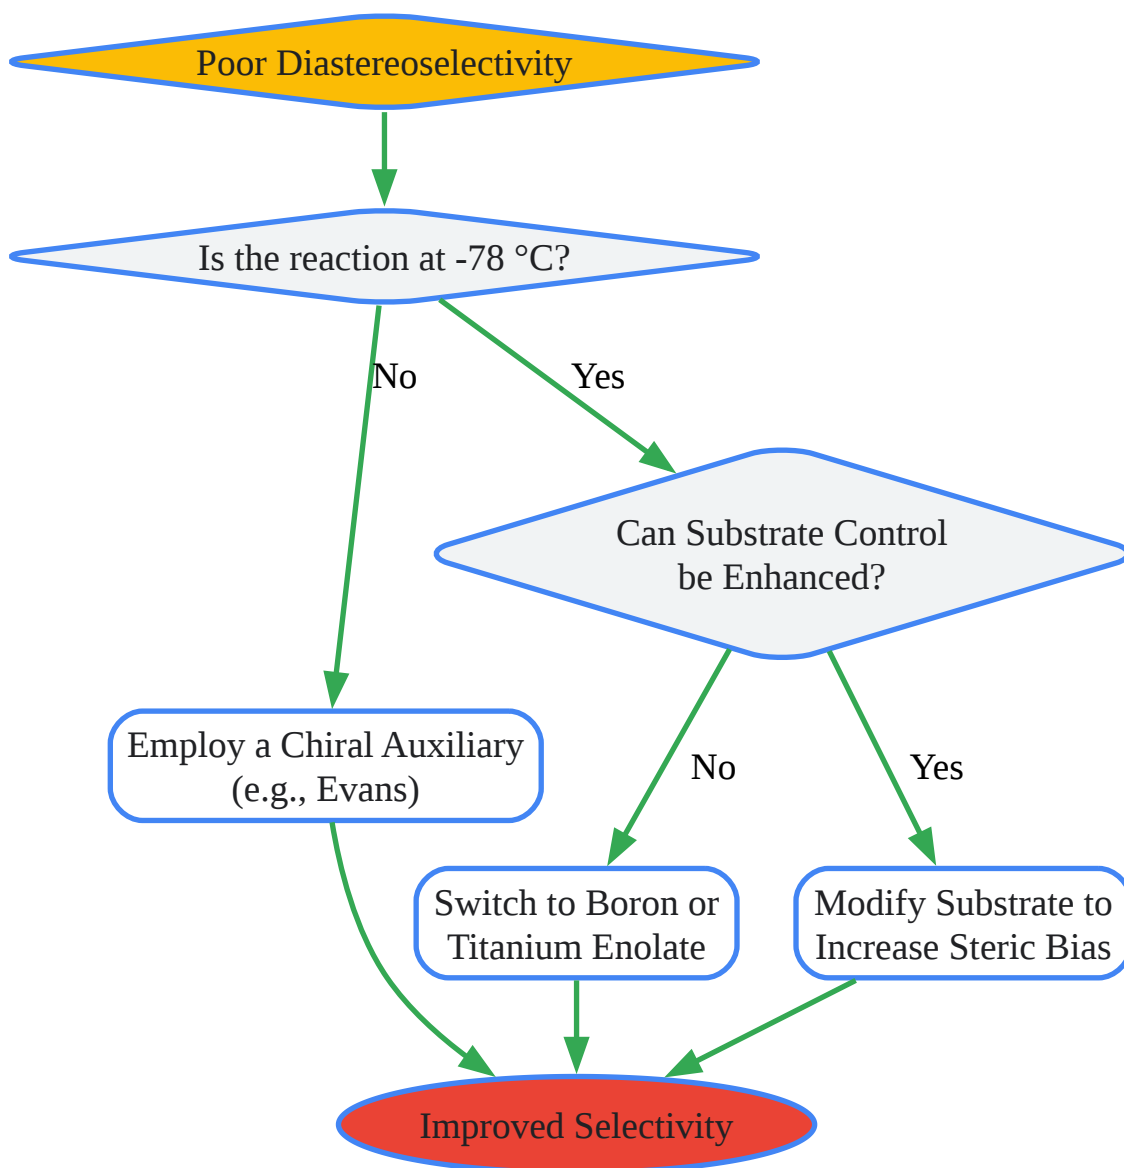 Poor Diastereoselectivity
Is the reaction at -78 °C?
No
Yes
Can Substrate Control
be Enhanced?
Employ a Chiral Auxiliary
(e.g., Evans)
No
Yes
Switch to Boron or
Titanium Enolate
Modify Substrate to
Increase Steric Bias
Improved Selectivity